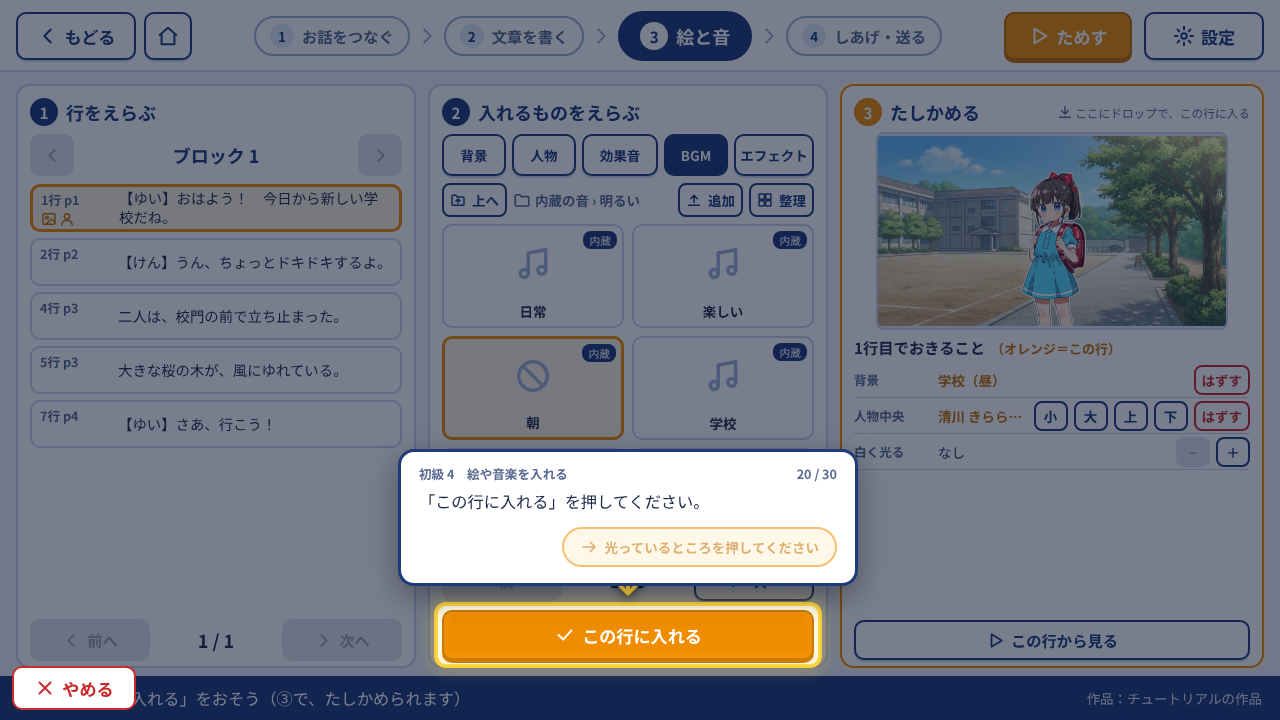 もどる
1 お話をつなぐ
2 文章を書く
3 絵と音
4 しあげ・送る
ためす
設定
1 行をえらぶ
ブロック 1
1行 p1
【ゆい】おはよう！　今日から新しい学
校だね。
2行 p2
【けん】うん、ちょっとドキドキするよ。
4行 p3
二人は、校門の前で立ち止まった。
5行 p3
大きな桜の木が、風にゆれている。
7行 p4
【ゆい】さあ、行こう！
前へ
1 / 1
次へ
2 入れるものをえらぶ
背景
人物
効果音
BGM
エフェクト
上へ
内蔵の音 › 明るい
追加
整理
内蔵
日常
内蔵
楽しい
内蔵
朝
内蔵
学校
初級 4　絵や音楽を入れる
20 / 30
「この行に入れる」を押してください。
光っているところを押してください
この行に入れる
3 たしかめる
ここにドロップで、この行に入る
1行目でおきること （オレンジ＝この行）
背景
学校（昼）
はずす
人物中央
清川 きらら…
小
大
上
下
はずす
白く光る
なし
−
＋
この行から見る
やめる
入れる」をおそう（③で、たしかめられます）
作品：チュートリアルの作品